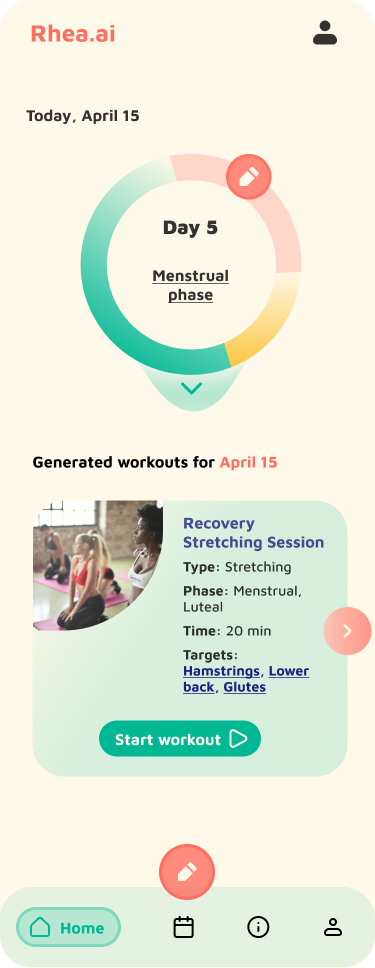 Rhea.ai
Today, April 15
Day 5
Menstrual
phase
Generated workouts for April 15
Recovery
Stretching Session
Type: Stretching
Phase: Menstrual,
Luteal
Time: 20 min
Targets:
Hamstrings, Lower
back, Glutes
Start workout
Home